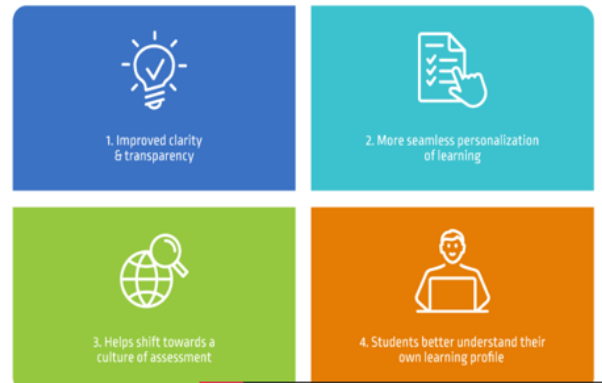 1. Improved clarity
& transparency
2. More seamless personalization
of learning
3. Helps shift towards a
culture of assessment
4. Students better understand their
own learning profile